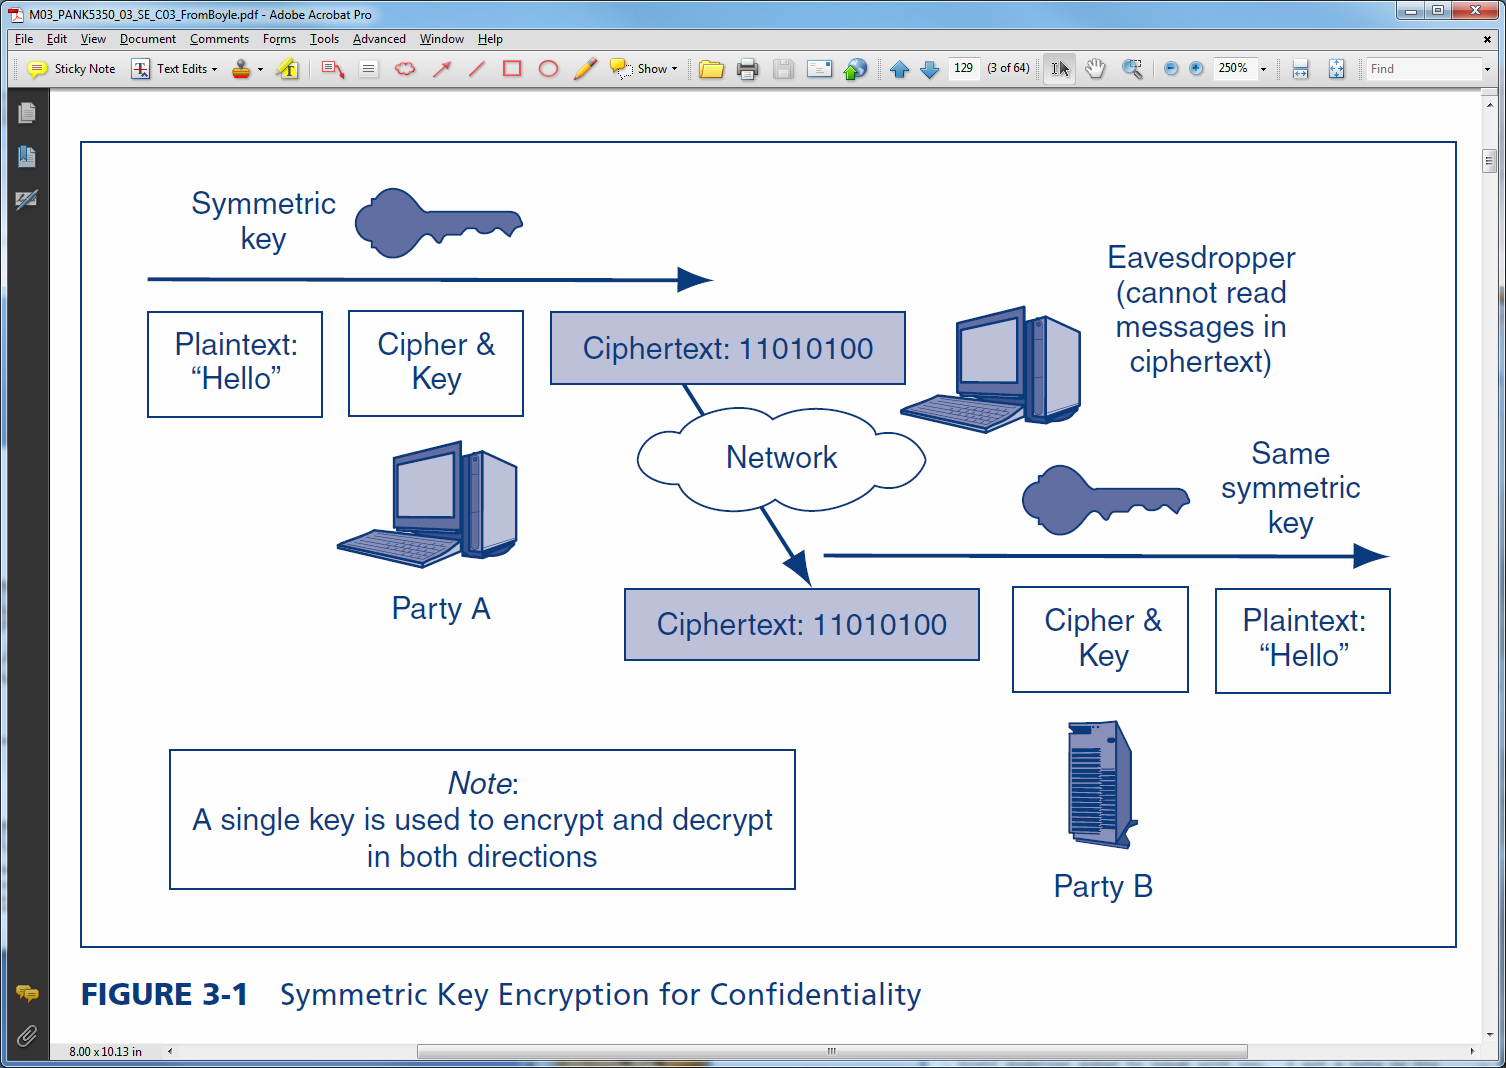 M03_PANK5350_03_SE_C03_FromBoyle.pdf - Adobe Acrobat Pro
File Edit View Document Comments Forms Tools Advanced Window Help
Sticky Note Text Edits Show 129 (3 of 64) 250% Find
Symmetric
key
Plaintext:
“Hello”
Cipher &
Key
Ciphertext: 11010100
Eavesdropper
(cannot read
messages in
ciphertext)
Network
Party A
Same
symmetric
key
Ciphertext: 11010100
Cipher &
Key
Plaintext:
“Hello”
Party B
Note:
A single key is used to encrypt and decrypt
in both directions
FIGURE 3-1 Symmetric Key Encryption for Confidentiality
8.00 x 10.13 in